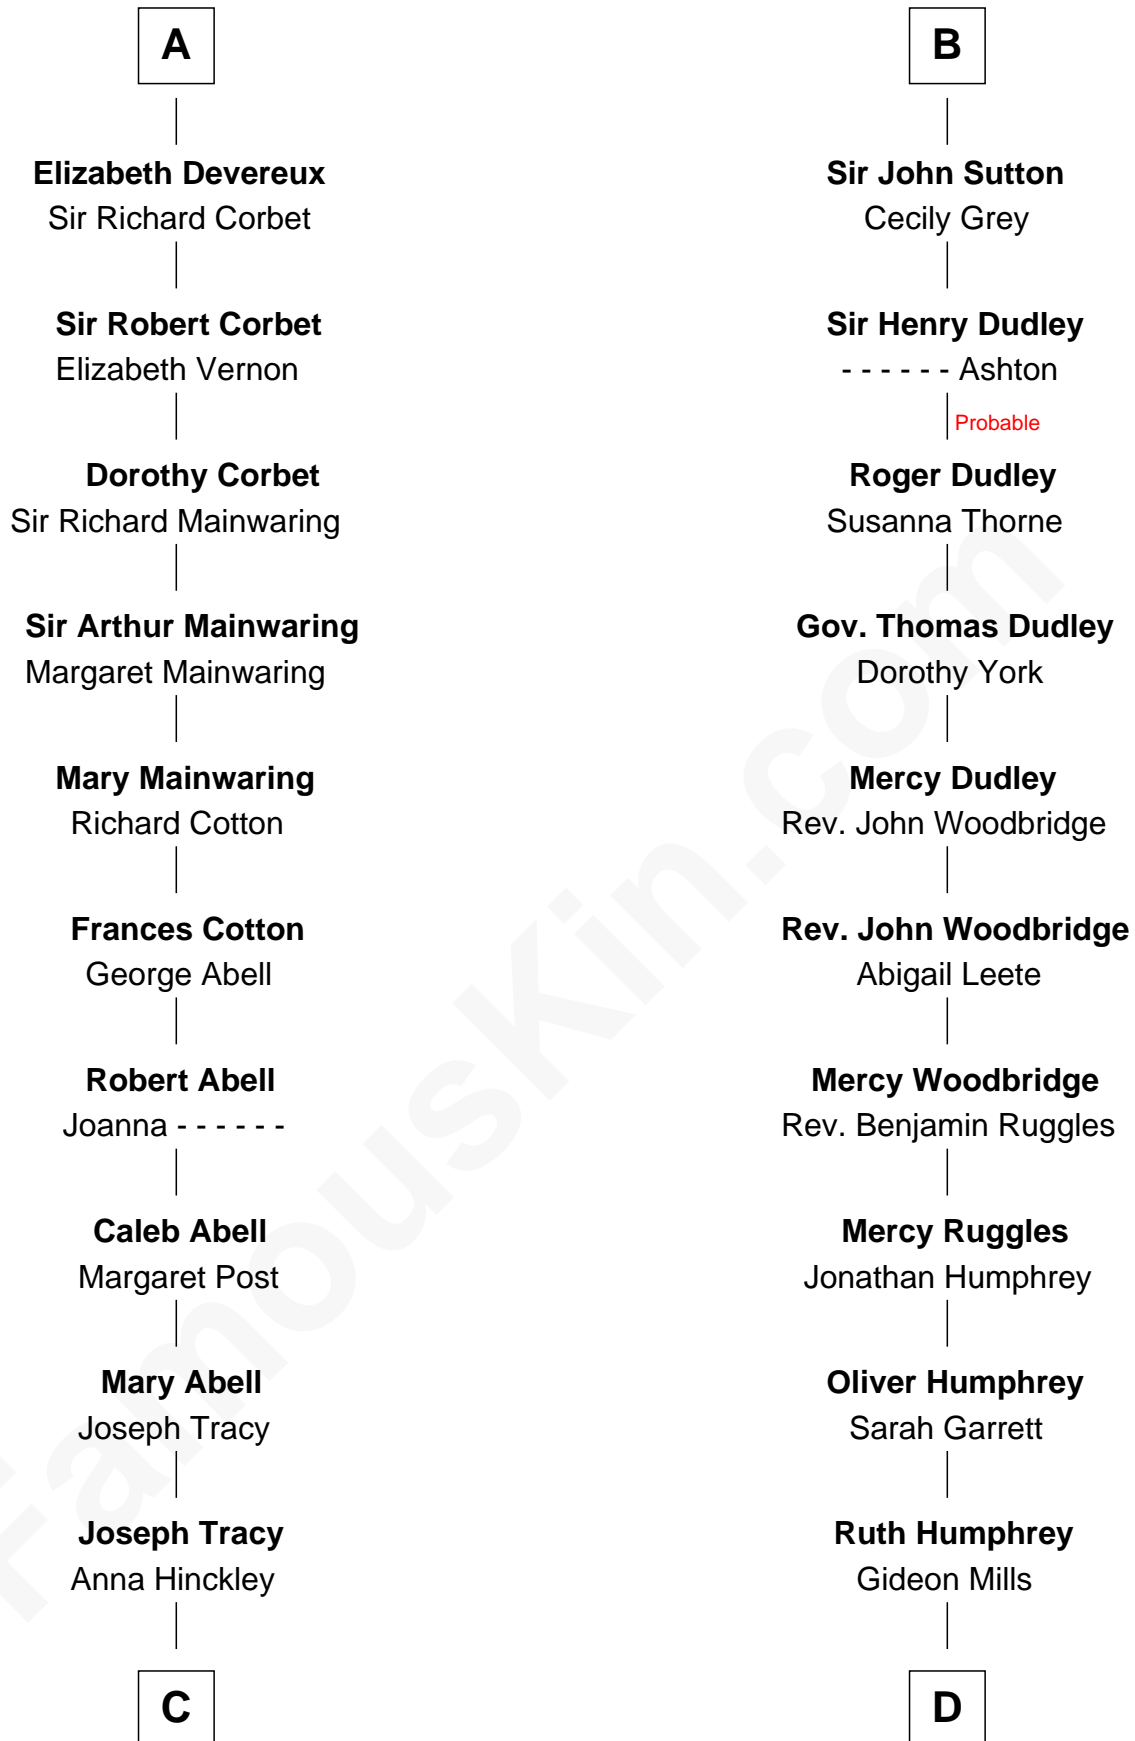 A
Elizabeth Devereux
Sir Richard Corbet
Sir Robert Corbet
Elizabeth Vernon
Dorothy Corbet
Sir Richard Mainwaring
Sir Arthur Mainwaring
Margaret Mainwaring
Mary Mainwaring
Richard Cotton
Frances Cotton
George Abell
Robert Abell
Joanna - - - - - -
Caleb Abell
Margaret Post
Mary Abell
Joseph Tracy
Joseph Tracy
Anna Hinckley
C
B
Sir John Sutton
Cecily Grey
Sir Henry Dudley
- - - - - - Ashton
Probable
Roger Dudley
Susanna Thorne
Gov. Thomas Dudley
Dorothy York
Mercy Dudley
Rev. John Woodbridge
Rev. John Woodbridge
Abigail Leete
Mercy Woodbridge
Rev. Benjamin Ruggles
Mercy Ruggles
Jonathan Humphrey
Oliver Humphrey
Sarah Garrett
Ruth Humphrey
Gideon Mills
D
FamousKin.com